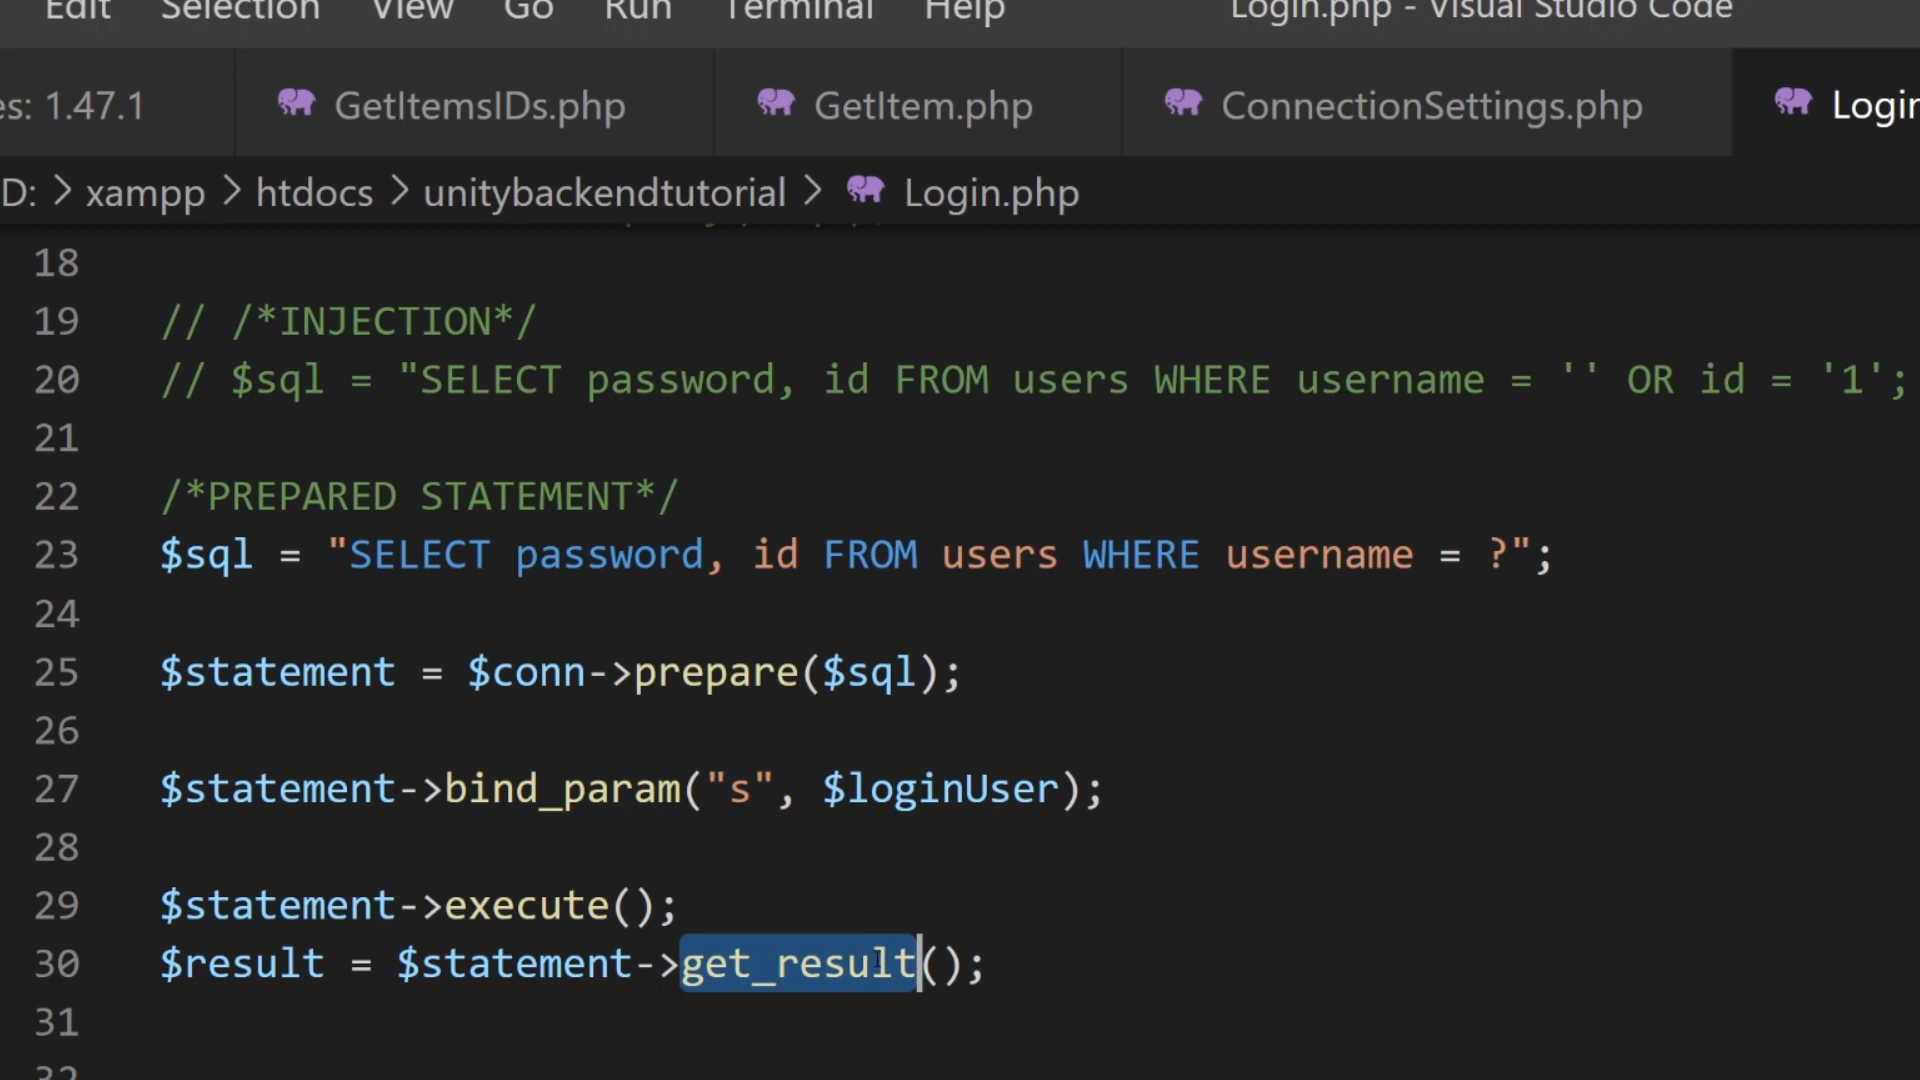 Edit Selection View Go Run Terminal Help Login.php - Visual Studio Code
es: 1.47.1 GetItemsIDs.php GetItem.php ConnectionSettings.php Login
D: > xampp > htdocs > unitybackendtutorial > Login.php
18
19 // /*INJECTION*/
20 // $sql = "SELECT password, id FROM users WHERE username = '' OR id = '1';
21
22 /*PREPARED STATEMENT*/
23 $sql = "SELECT password, id FROM users WHERE username = ?";
24
25 $statement = $conn->prepare($sql);
26
27 $statement->bind_param("s", $loginUser);
28
29 $statement->execute();
30 $result = $statement->get_result();
31
32